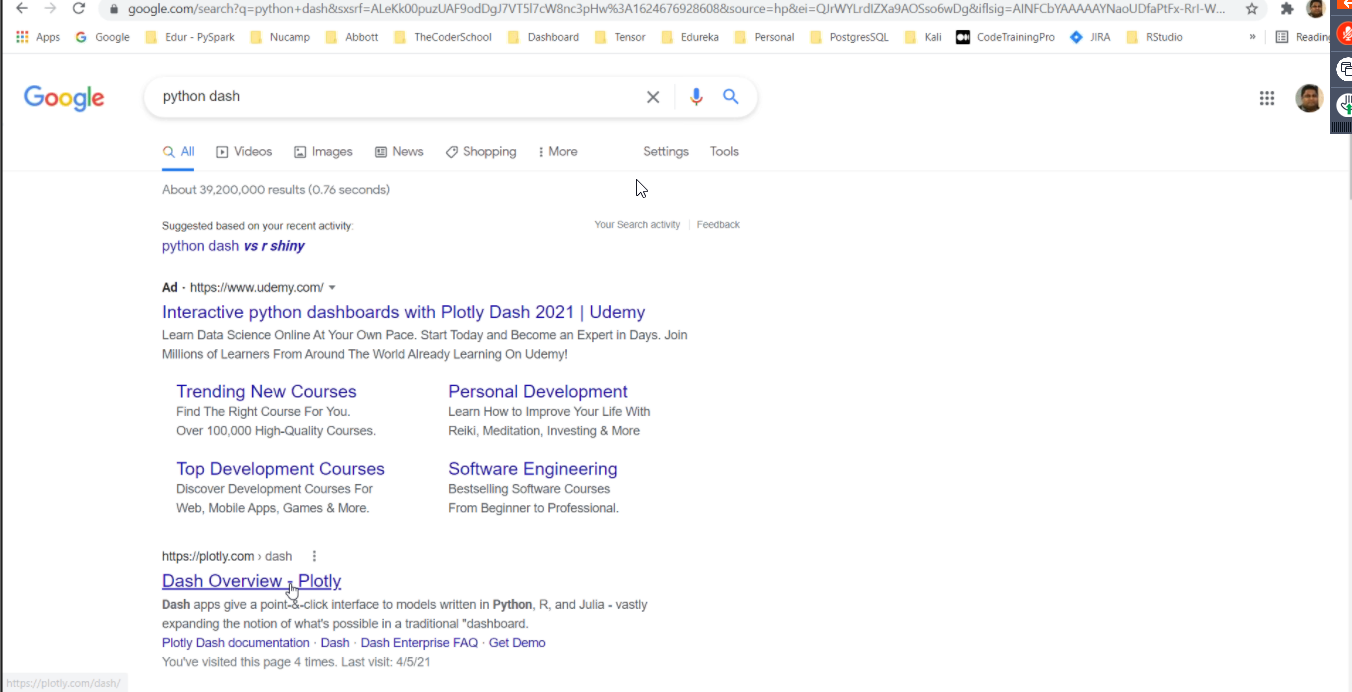 google.com/search?q=python+dash&sxsrf=ALeKk00puzUAF9odDgJ7VT5l7cW8nc3pHw%3A1624676928608&source=hp&ei=QJrWYLrdIZXa9AOSso6wDg&iflsig=AINFCbYAAAAAYNaoUDfaPtFx-RrI-W...
Apps Google Edur - PySpark Nucamp Abbott TheCoderSchool Dashboard Tensor Edureka Personal PostgresSQL Kali CodeTrainingPro JIRA RStudio » Reading
Google python dash
All Videos Images News Shopping More Settings Tools
About 39,200,000 results (0.76 seconds)
Suggested based on your recent activity: Your Search activity Feedback
python dash vs r shiny
Ad · https://www.udemy.com/
Interactive python dashboards with Plotly Dash 2021 | Udemy
Learn Data Science Online At Your Own Pace. Start Today and Become an Expert in Days. Join
Millions of Learners From Around The World Already Learning On Udemy!
Trending New Courses
Find The Right Course For You.
Over 100,000 High-Quality Courses.
Personal Development
Learn How to Improve Your Life With
Reiki, Meditation, Investing & More
Top Development Courses
Discover Development Courses For
Web, Mobile Apps, Games & More.
Software Engineering
Bestselling Software Courses
From Beginner to Professional.
https://plotly.com › dash
Dash Overview - Plotly
Dash apps give a point-&-click interface to models written in Python, R, and Julia - vastly
expanding the notion of what's possible in a traditional "dashboard.
Plotly Dash documentation · Dash · Dash Enterprise FAQ · Get Demo
You've visited this page 4 times. Last visit: 4/5/21
https://plotly.com/dash/